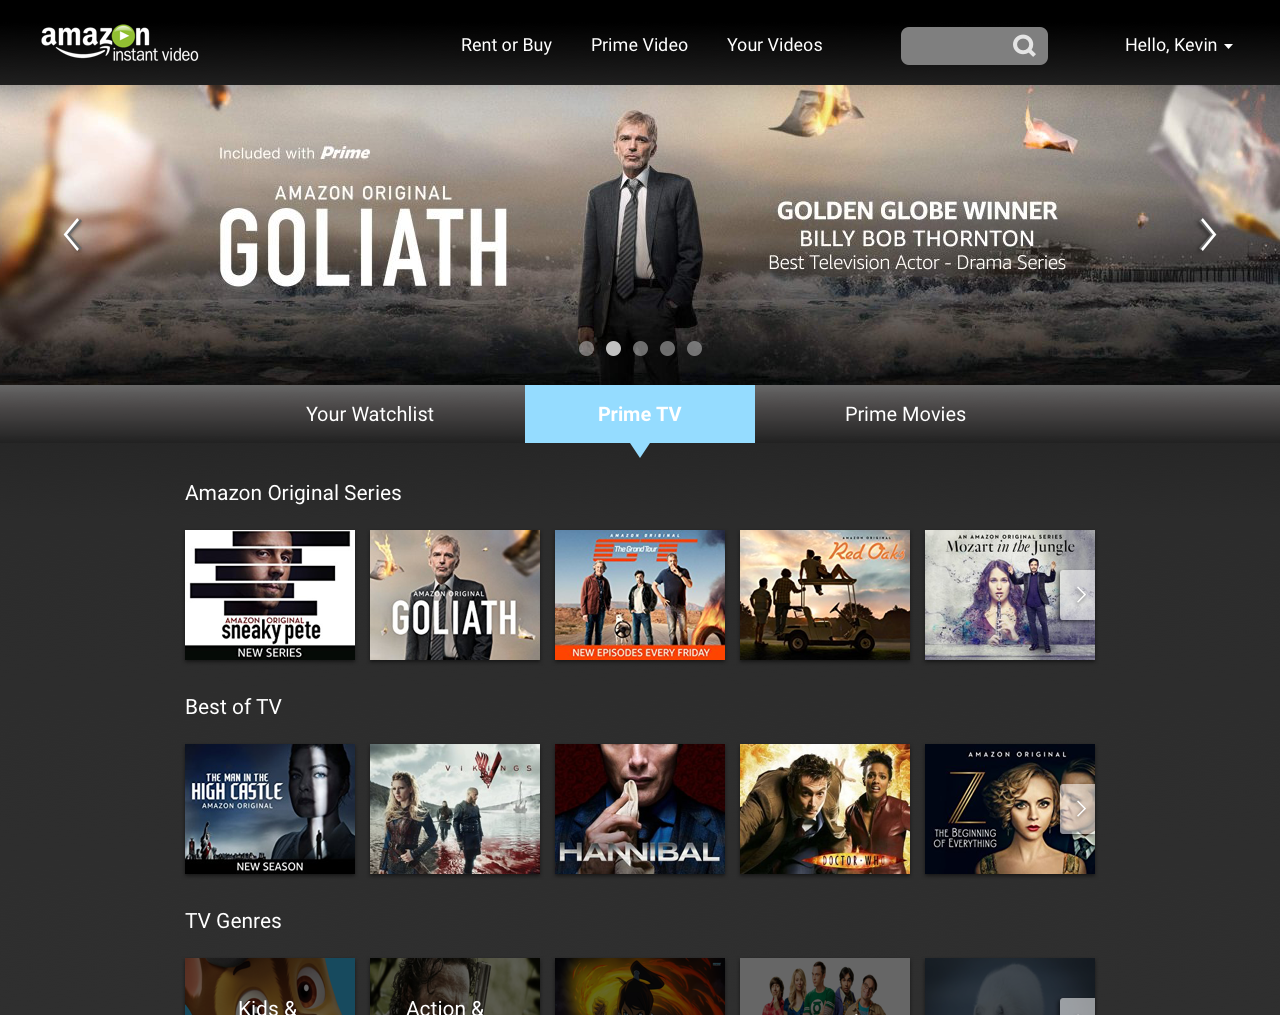 amazon
instant video
Rent or Buy
Prime Video
Your Videos
Hello, Kevin
Included with Prime
AMAZON ORIGINAL
GOLIATH
GOLDEN GLOBE WINNER
BILLY BOB THORNTON
Best Television Actor - Drama Series
Your Watchlist
Prime TV
Prime Movies
Amazon Original Series
AMAZON ORIGINAL
sneaky pete
NEW SERIES
AMAZON ORIGINAL
GOLIATH
AMAZON ORIGINAL
The Grand Tour
NEW EPISODES EVERY FRIDAY
AMAZON ORIGINAL
Red Oaks
AN AMAZON ORIGINAL SERIES
Mozart in the Jungle
Best of TV
THE MAN IN THE
HIGH CASTLE
AMAZON ORIGINAL
NEW SEASON
VIKINGS
HANNIBAL
DOCTOR·WHO
AMAZON ORIGINAL
Z
THE BEGINNING
OF EVERYTHING
TV Genres
Kids &
Action &